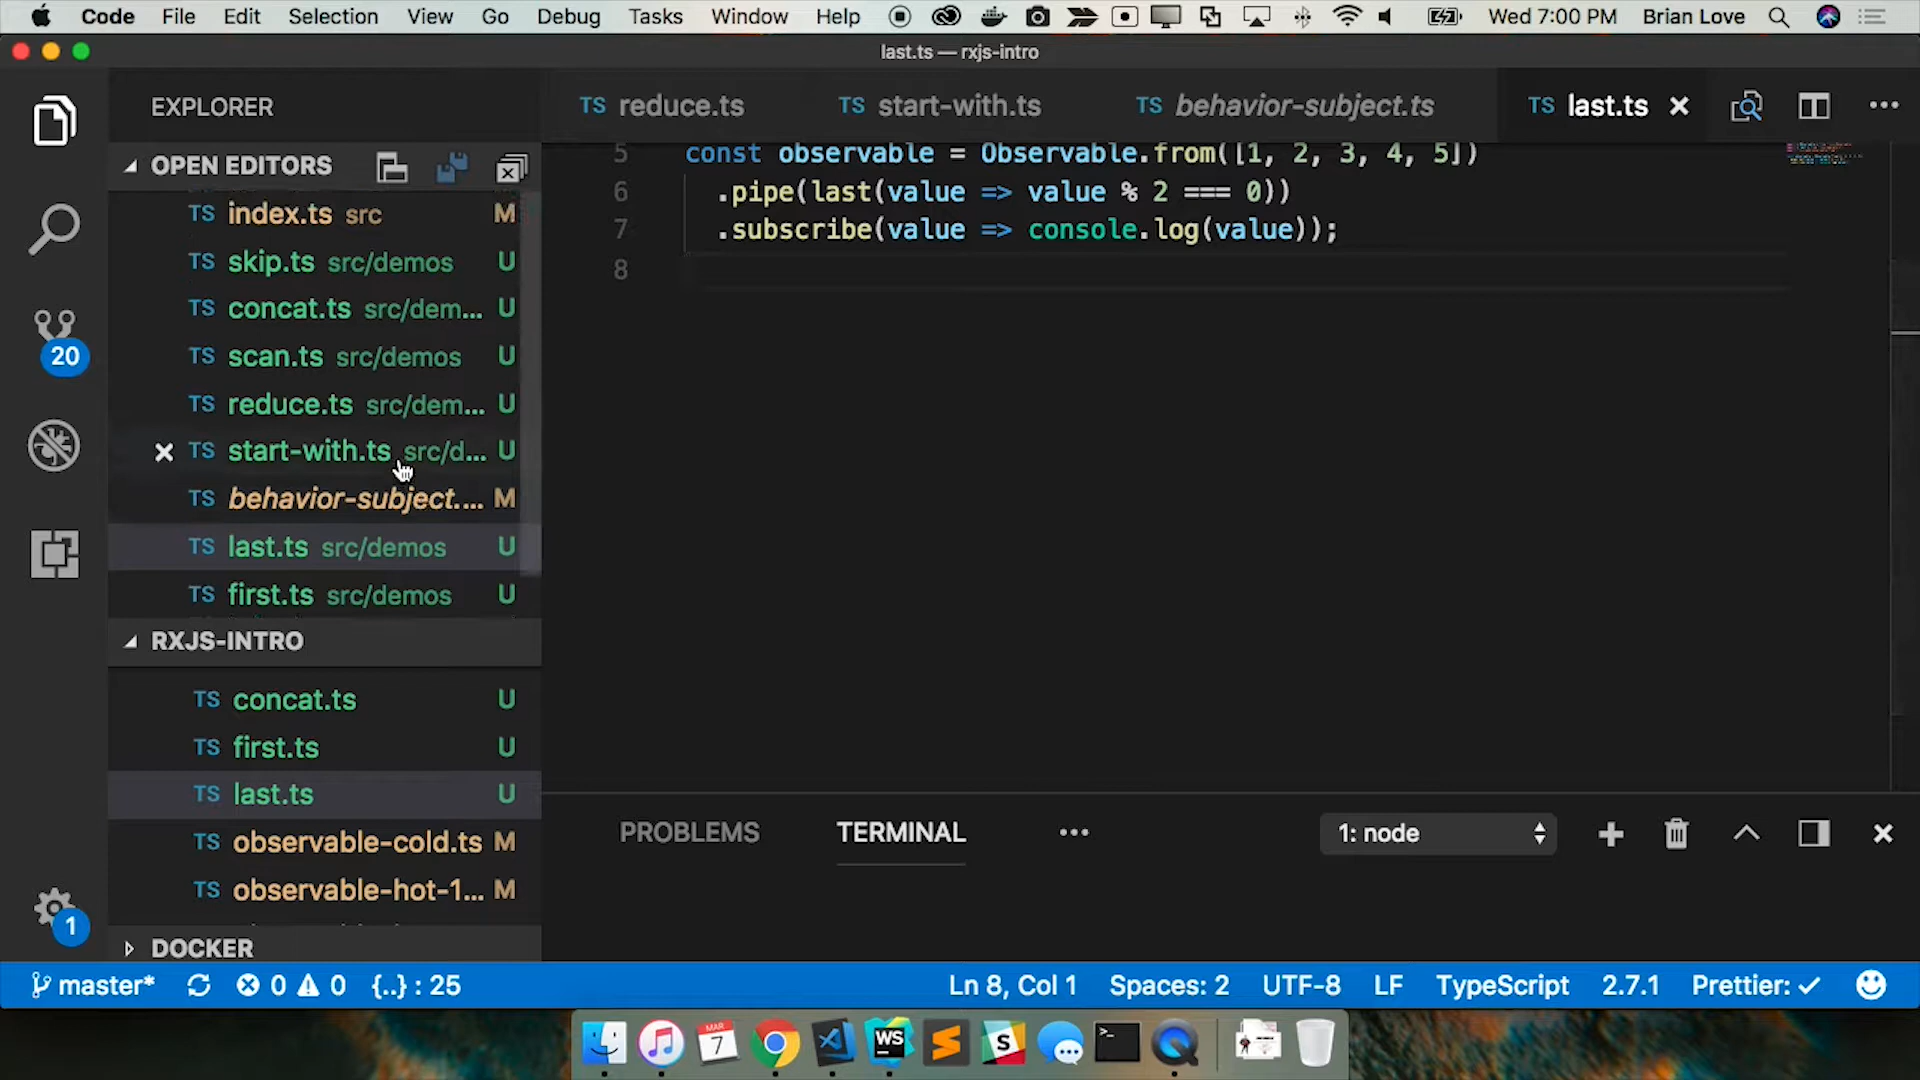 Code File Edit Selection View Go Debug Tasks Window Help Wed 7:00 PM Brian Love
last.ts — rxjs-intro
EXPLORER
TS reduce.ts TS start-with.ts TS behavior-subject.ts TS last.ts
OPEN EDITORS
TS index.ts src M
TS skip.ts src/demos U
TS concat.ts src/dem... U
TS scan.ts src/demos U
TS reduce.ts src/dem... U
TS start-with.ts src/d... U
TS behavior-subject.... M
TS last.ts src/demos U
TS first.ts src/demos U
RXJS-INTRO
TS concat.ts U
TS first.ts U
TS last.ts U
TS observable-cold.ts M
TS observable-hot-1... M
DOCKER
20
1
5 const observable = Observable.from([1, 2, 3, 4, 5])
6 .pipe(last(value => value % 2 === 0))
7 .subscribe(value => console.log(value));
8
PROBLEMS TERMINAL ... 1: node
master* 0 0 {..} : 25 Ln 8, Col 1 Spaces: 2 UTF-8 LF TypeScript 2.7.1 Prettier: ✓
MAR
7
WS
S
>_